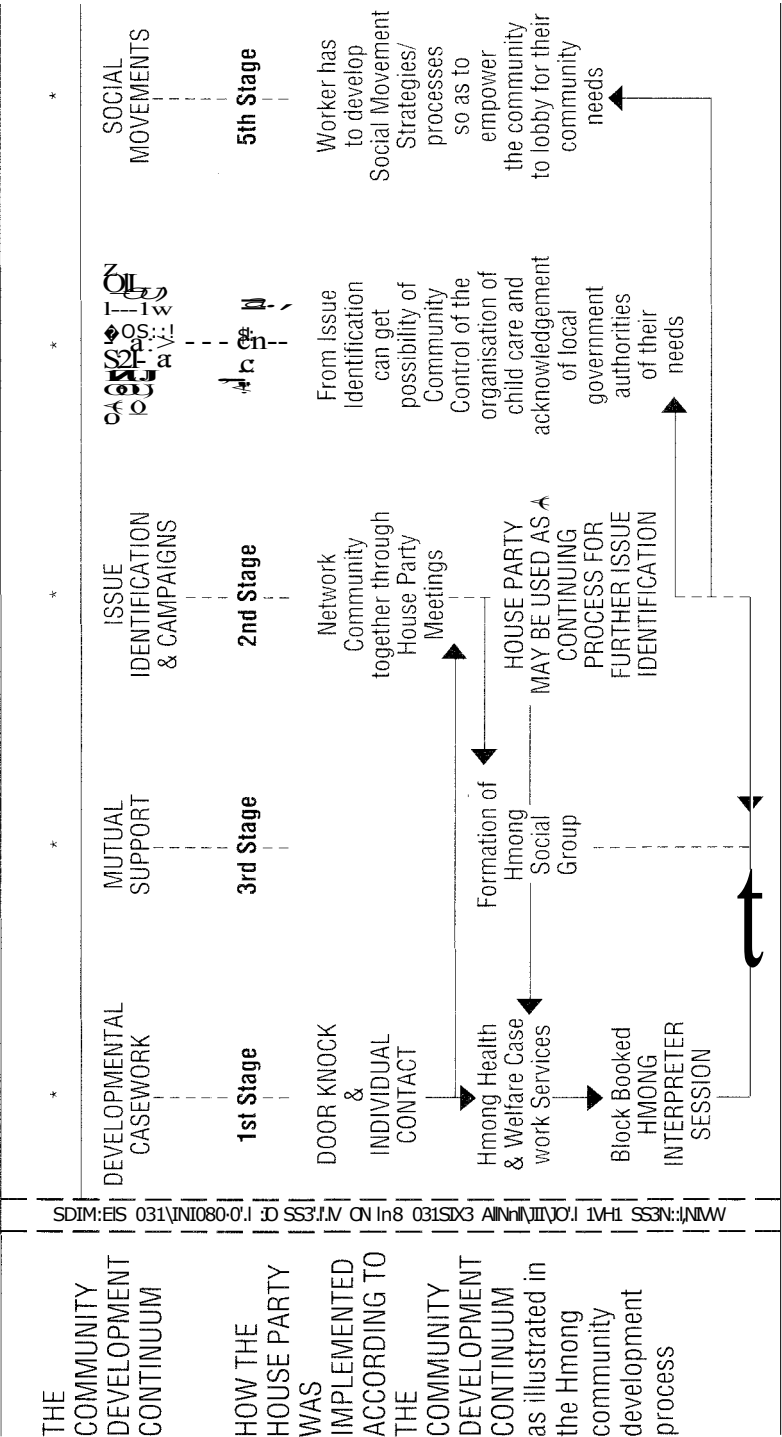 THE
COMMUNITY
DEVELOPMENT
CONTINUUM
HOW THE
HOUSE PARTY
WAS
IMPLEMENTED
ACCORDING TO
THE
COMMUNITY
DEVELOPMENT
CONTINUUM
as illustrated in
the Hmong
community
development
process
*
DEVELOPMENTAL
CASEWORK
1st Stage
DOOR KNOCK
&
INDIVIDUAL
CONTACT
Hmong Health
& Welfare Case
work Services
Block Booked
HMONG
INTERPRETER
SESSION
*
MUTUAL
SUPPORT
3rd Stage
Formation of
Hmong
Social
Group
t
*
ISSUE
IDENTIFICATION
& CAMPAIGNS
2nd Stage
Network
Community
together through
House Party
Meetings
HOUSE PARTY
MAY BE USED AS A
CONTINUING
PROCESS FOR
FURTHER ISSUE
IDENTIFICATION
*
From Issue
Identification
can get
possibility of
Community
Control of the
organisation of
child care and
acknowledgement
of local
government
authorities
of their
needs
*
SOCIAL
MOVEMENTS
5th Stage
Worker has
to develop
Social Movement
Strategies/
processes
so as to
empower
the community
to lobby for their
community
needs